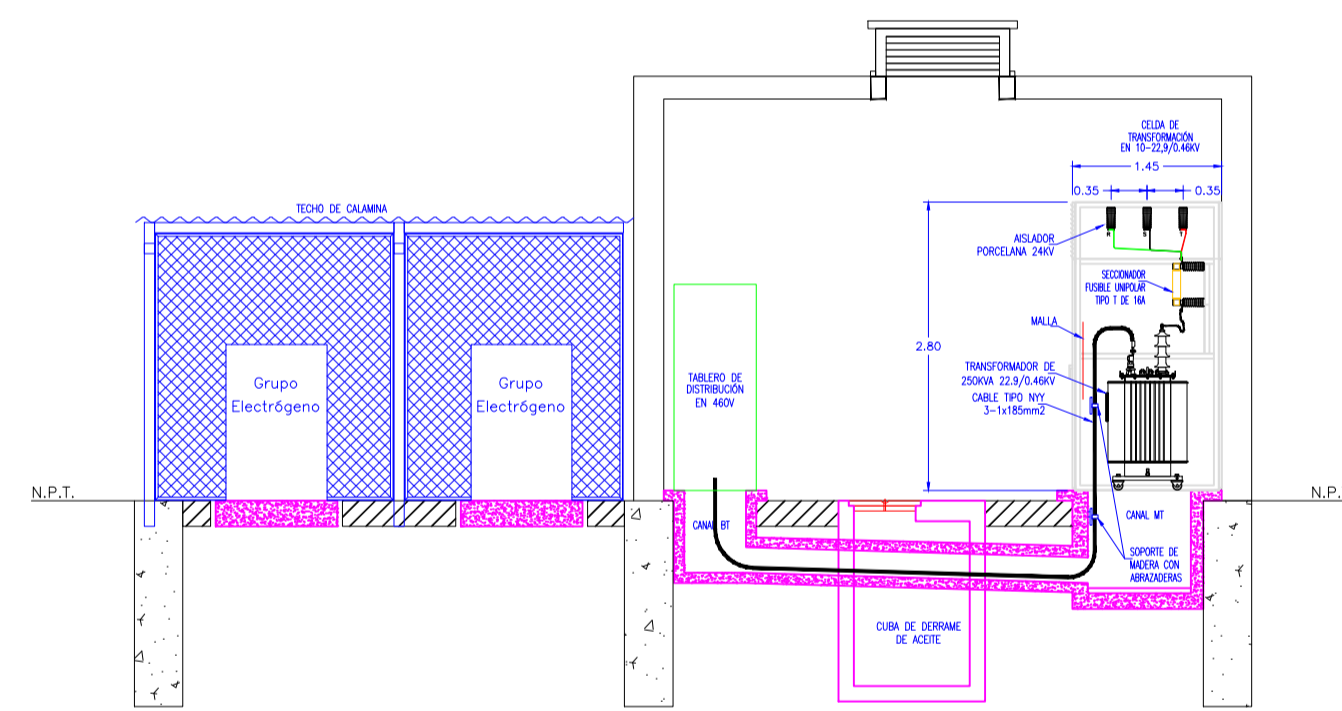 CELDA DE
TRANSFORMACIÓN
EN 10-22,9/0.46KV
1.45
0.35
0.35
TECHO DE CALAMINA
R
S
T
AISLADOR
PORCELANA 24KV
SECCIONADOR
FUSIBLE UNIPOLAR
TIPO T DE 16A
MALLA
2.80
TRANSFORMADOR DE
250KVA 22.9/0.46KV
CABLE TIPO NYY
3-1x185mm2
Grupo
Electrógeno
Grupo
Electrógeno
TABLERO DE
DISTRIBUCIÓN
EN 460V
N.P.T.
N.P.
CANAL BT
CANAL MT
SOPORTE DE
MADERA CON
ABRAZADERAS
CUBA DE DERRAME
DE ACEITE